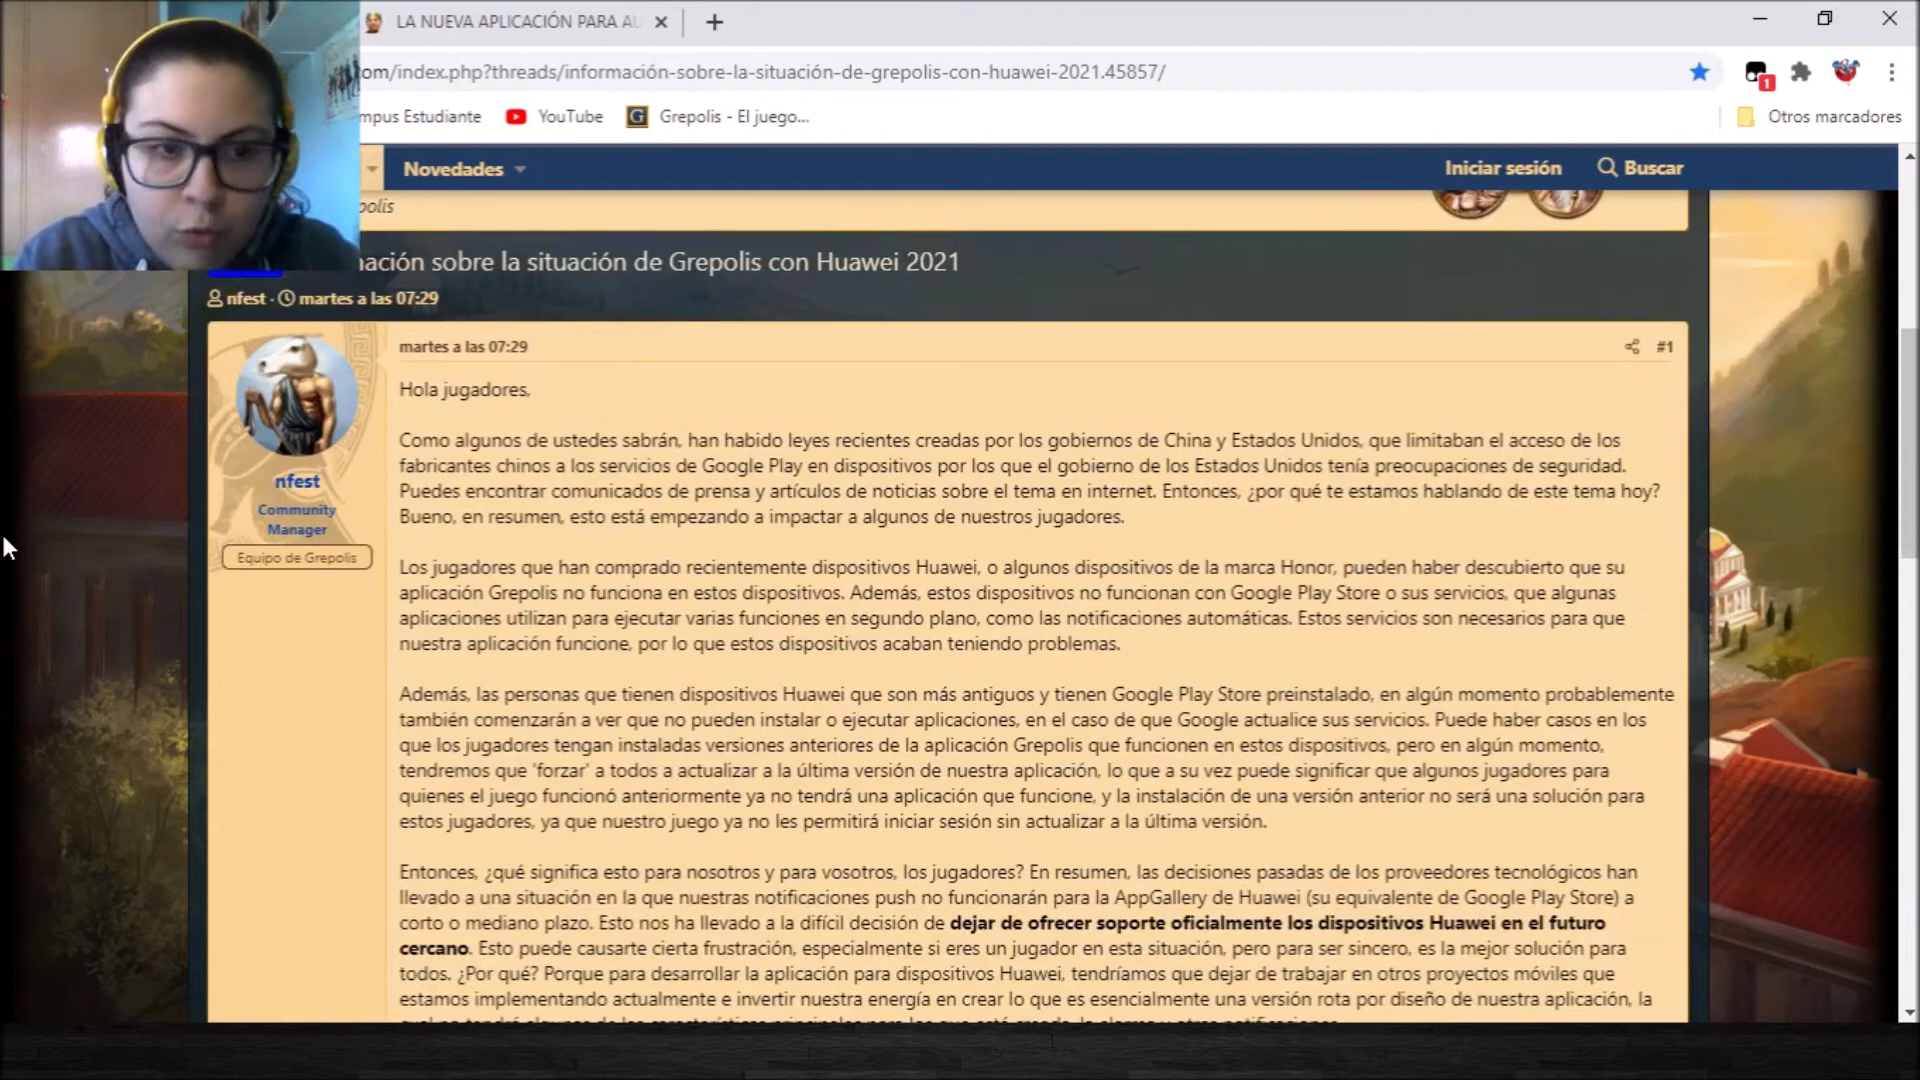 LA NUEVA APLICACIÓN PARA AU
om/index.php?threads/información-sobre-la-situación-de-grepolis-con-huawei-2021.45857/
1
mpus Estudiante
YouTube
G
Grepolis - El juego...
Otros marcadores
Novedades
Iniciar sesión
Buscar
polis
mación sobre la situación de Grepolis con Huawei 2021
nfest · martes a las 07:29
martes a las 07:29
#1
nfest
Community
Manager
Equipo de Grepolis
Hola jugadores,
Como algunos de ustedes sabrán, han habido leyes recientes creadas por los gobiernos de China y Estados Unidos, que limitaban el acceso de los
fabricantes chinos a los servicios de Google Play en dispositivos por los que el gobierno de los Estados Unidos tenía preocupaciones de seguridad.
Puedes encontrar comunicados de prensa y artículos de noticias sobre el tema en internet. Entonces, ¿por qué te estamos hablando de este tema hoy?
Bueno, en resumen, esto está empezando a impactar a algunos de nuestros jugadores.
Los jugadores que han comprado recientemente dispositivos Huawei, o algunos dispositivos de la marca Honor, pueden haber descubierto que su
aplicación Grepolis no funciona en estos dispositivos. Además, estos dispositivos no funcionan con Google Play Store o sus servicios, que algunas
aplicaciones utilizan para ejecutar varias funciones en segundo plano, como las notificaciones automáticas. Estos servicios son necesarios para que
nuestra aplicación funcione, por lo que estos dispositivos acaban teniendo problemas.
Además, las personas que tienen dispositivos Huawei que son más antiguos y tienen Google Play Store preinstalado, en algún momento probablemente
también comenzarán a ver que no pueden instalar o ejecutar aplicaciones, en el caso de que Google actualice sus servicios. Puede haber casos en los
que los jugadores tengan instaladas versiones anteriores de la aplicación Grepolis que funcionen en estos dispositivos, pero en algún momento,
tendremos que 'forzar' a todos a actualizar a la última versión de nuestra aplicación, lo que a su vez puede significar que algunos jugadores para
quienes el juego funcionó anteriormente ya no tendrá una aplicación que funcione, y la instalación de una versión anterior no será una solución para
estos jugadores, ya que nuestro juego ya no les permitirá iniciar sesión sin actualizar a la última versión.
Entonces, ¿qué significa esto para nosotros y para vosotros, los jugadores? En resumen, las decisiones pasadas de los proveedores tecnológicos han
llevado a una situación en la que nuestras notificaciones push no funcionarán para la AppGallery de Huawei (su equivalente de Google Play Store) a
corto o mediano plazo. Esto nos ha llevado a la difícil decisión de dejar de ofrecer soporte oficialmente los dispositivos Huawei en el futuro
cercano. Esto puede causarte cierta frustración, especialmente si eres un jugador en esta situación, pero para ser sincero, es la mejor solución para
todos. ¿Por qué? Porque para desarrollar la aplicación para dispositivos Huawei, tendríamos que dejar de trabajar en otros proyectos móviles que
estamos implementando actualmente e invertir nuestra energía en crear lo que es esencialmente una versión rota por diseño de nuestra aplicación, la